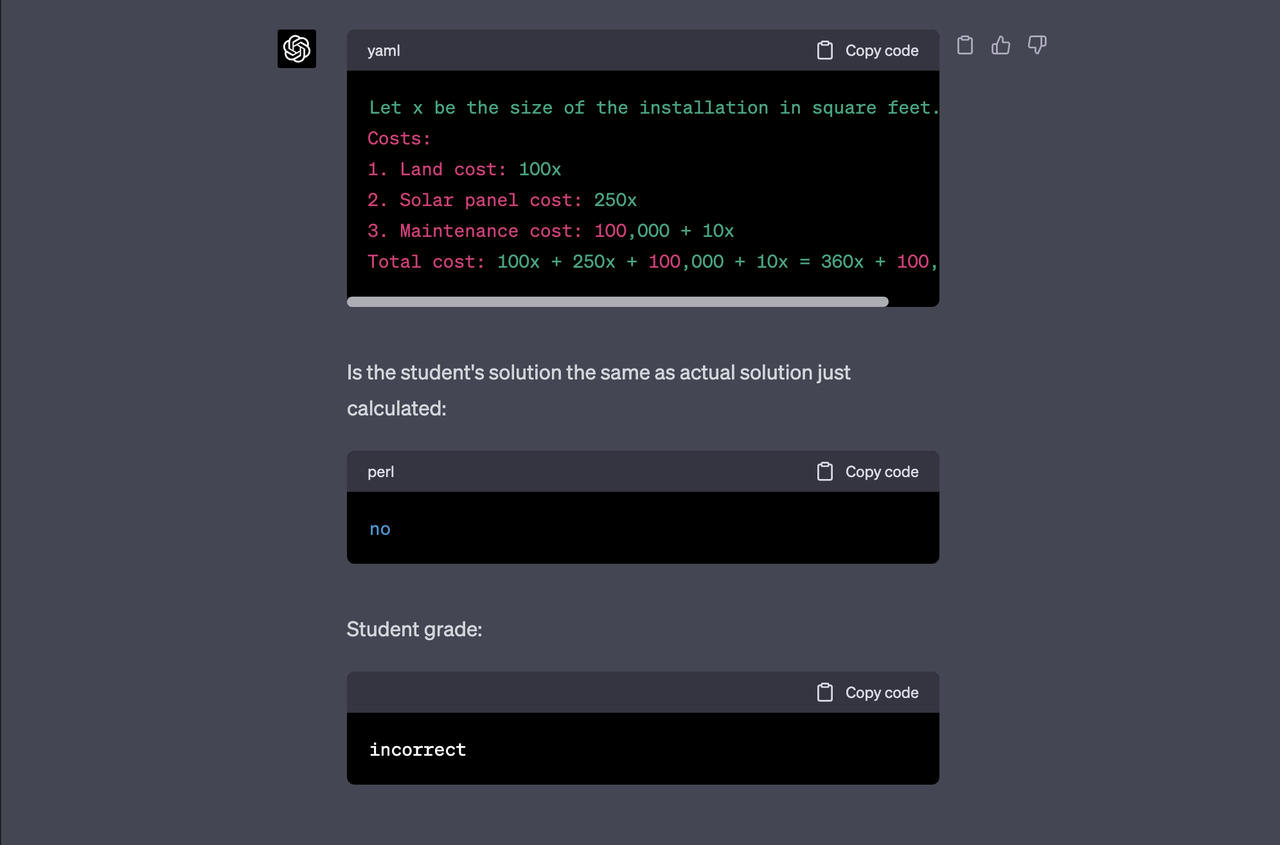 yaml
Copy code
Let x be the size of the installation in square feet.
Costs:
1. Land cost: 100x
2. Solar panel cost: 250x
3. Maintenance cost: 100,000 + 10x
Total cost: 100x + 250x + 100,000 + 10x = 360x + 100,
Is the student's solution the same as actual solution just
calculated:
perl
Copy code
no
Student grade:
Copy code
incorrect